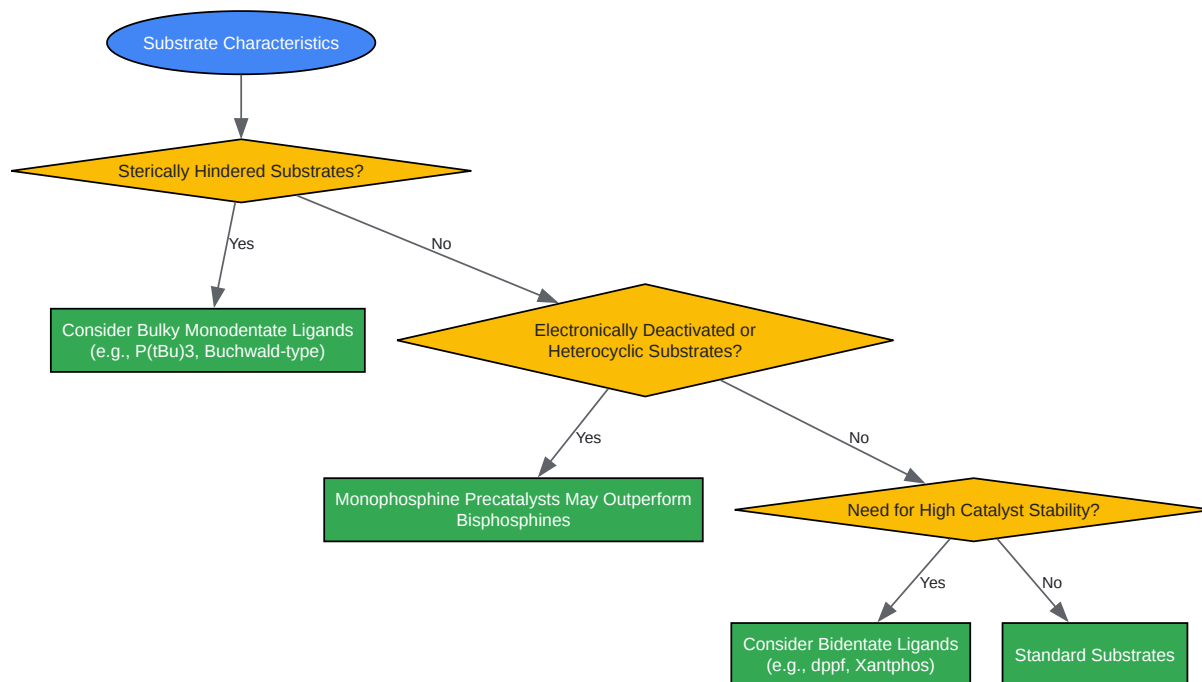 Substrate Characteristics
Sterically Hindered Substrates?
Yes
No
Consider Bulky Monodentate Ligands
(e.g., P(tBu)3, Buchwald-type)
Electronically Deactivated or
Heterocyclic Substrates?
Yes
No
Monophosphine Precatalysts May Outperform
Bisphosphines
Need for High Catalyst Stability?
Yes
No
Consider Bidentate Ligands
(e.g., dppf, Xantphos)
Standard Substrates